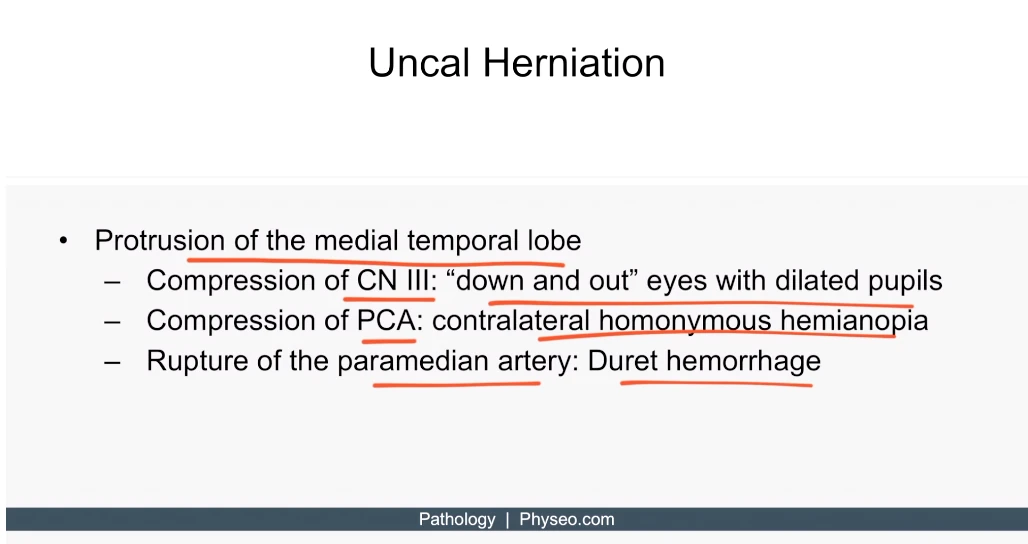 Uncal Herniation
• Protrusion of the medial temporal lobe
– Compression of CN III: “down and out” eyes with dilated pupils
– Compression of PCA: contralateral homonymous hemianopia
– Rupture of the paramedian artery: Duret hemorrhage
Pathology | Physeo.com